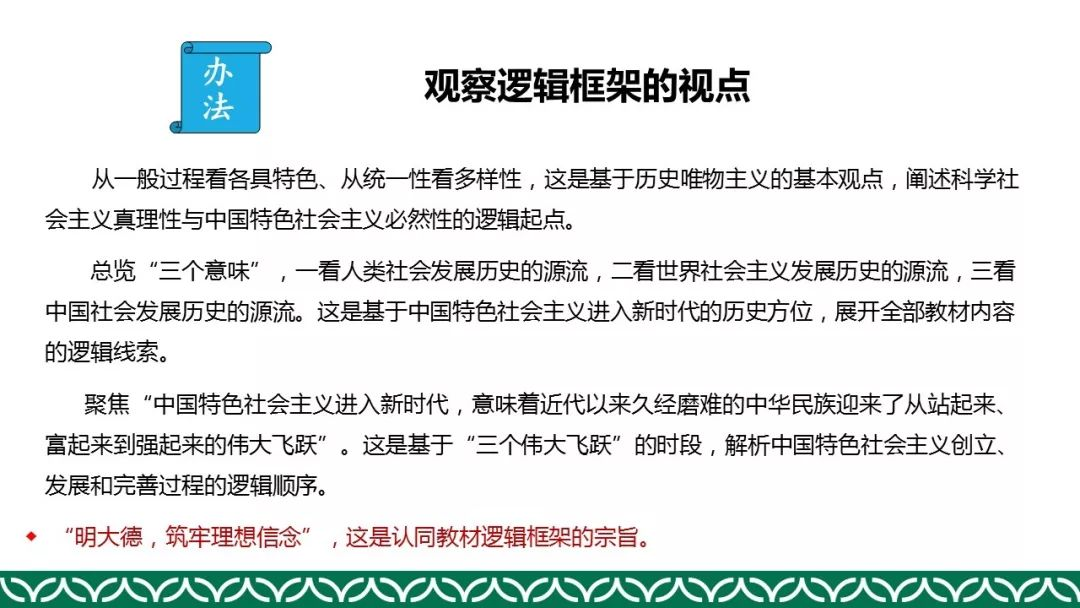 办
法
观察逻辑框架的视点
从一般过程看各具特色、从统一性看多样性，这是基于历史唯物主义的基本观点，阐述科学社
会主义真理性与中国特色社会主义必然性的逻辑起点。
总览“三个意味”，一看人类社会发展历史的源流，二看世界社会主义发展历史的源流，三看
中国社会发展历史的源流。这是基于中国特色社会主义进入新时代的历史方位，展开全部教材内容
的逻辑线索。
聚焦“中国特色社会主义进入新时代，意味着近代以来久经磨难的中华民族迎来了从站起来、
富起来到强起来的伟大飞跃”。这是基于“三个伟大飞跃”的时段，解析中国特色社会主义创立、
发展和完善过程的逻辑顺序。
“明大德，筑牢理想信念”，这是认同教材逻辑框架的宗旨。